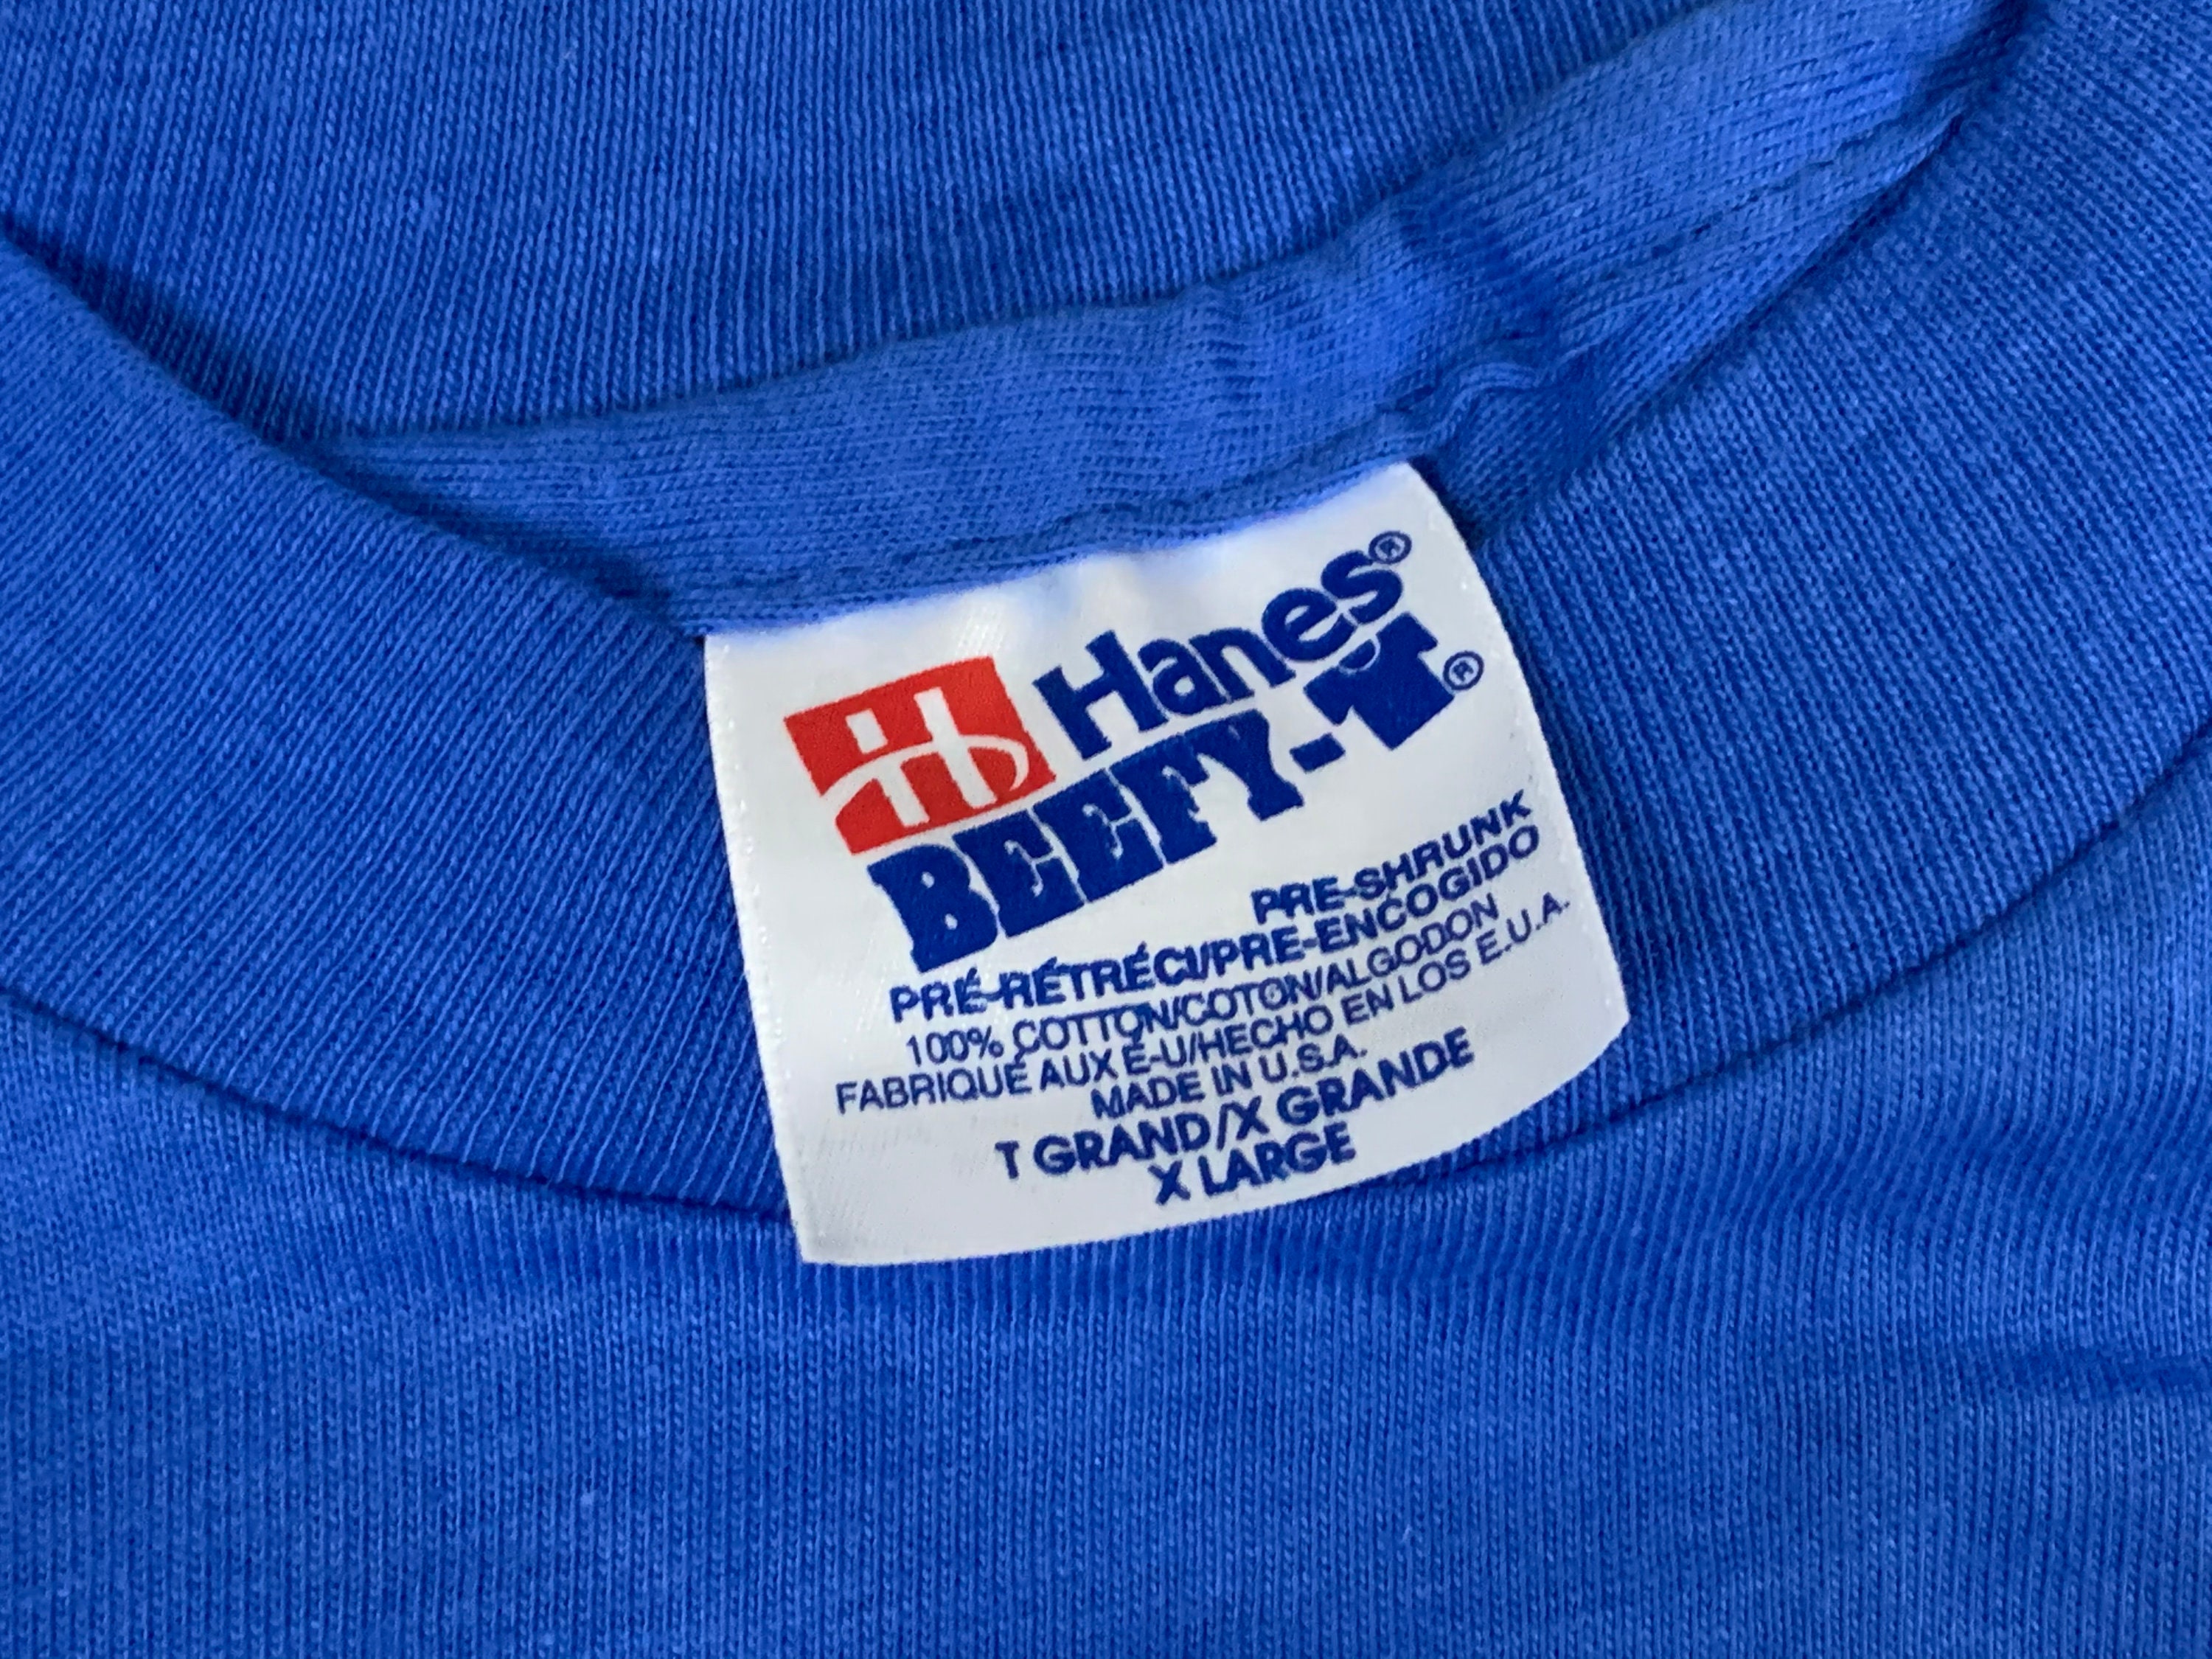 Hanes®
BEEFY-T®
PRE-SHRUNK
PRÉ-RÉTRÉCI/PRE-ENCOGIDO
100% COTTON/COTON/ALGODON
FABRIQUÉ AUX É-U/HECHO EN LOS E.U.A.
MADE IN U.S.A.
T GRAND/X GRANDE
X LARGE